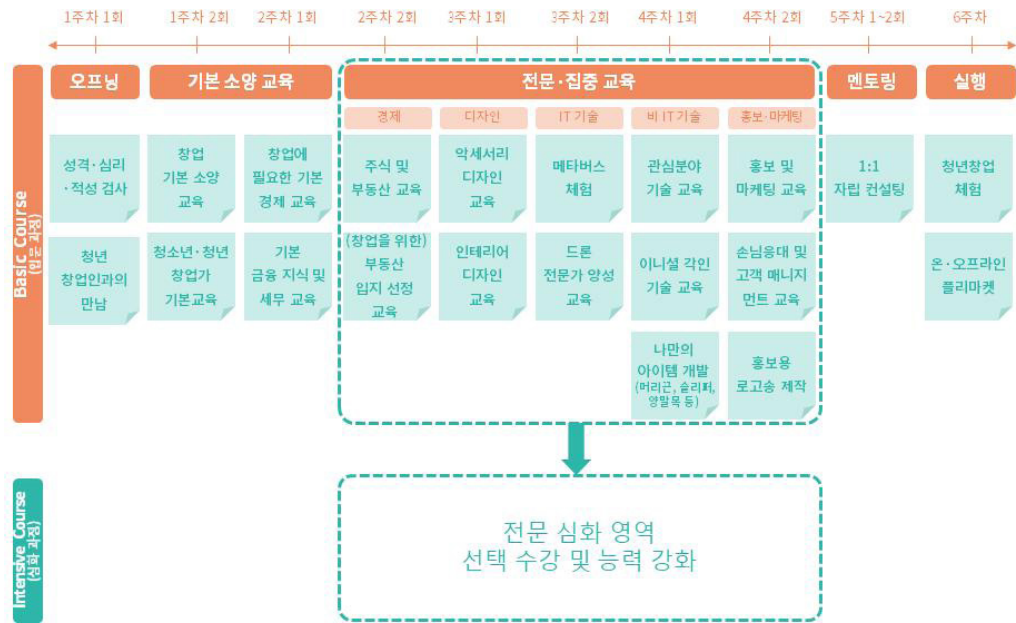 1주차 1회
1주차 2회
2주차 1회
2주차 2회
3주차 1회
3주차 2회
4주차 1회
4주차 2회
5주차 1~2회
6주차
Basic Course
(입문 과정)
오프닝
기본 소양 교육
전문·집중 교육
멘토링
실행
경제
디자인
IT 기술
비 IT 기술
홍보·마케팅
성격·심리
·적성 검사
창업
기본 소양
교육
창업에
필요한 기본
경제 교육
주식 및
부동산 교육
악세서리
디자인
교육
메타버스
체험
관심분야
기술 교육
홍보 및
마케팅 교육
1:1
자립 컨설팅
청년창업
체험
청년
창업인과의
만남
청소년·청년
창업가
기본교육
기본
금융 지식 및
세무 교육
(창업을 위한)
부동산
입지 선정
교육
인테리어
디자인
교육
드론
전문가 양성
교육
이니셜 각인
기술 교육
손님응대 및
고객 매니지
먼트 교육
온·오프라인
플리마켓
나만의
아이템 개발
(머리끈, 슬리퍼,
양말목 등)
홍보용
로고송 제작
Intensive Course
(심화 과정)
전문 심화 영역
선택 수강 및 능력 강화